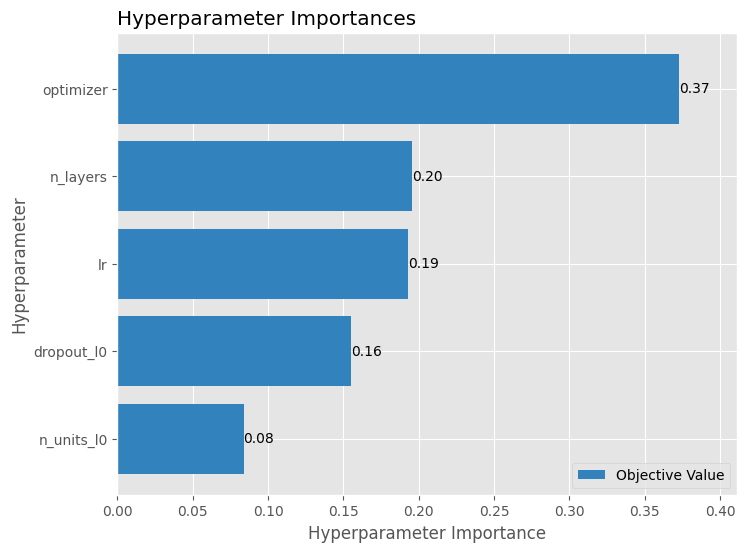 Hyperparameter Importances
Hyperparameter
optimizer
0.37
n_layers
0.20
lr
0.19
dropout_l0
0.16
n_units_l0
0.08
Objective Value
0.00 0.05 0.10 0.15 0.20 0.25 0.30 0.35 0.40
Hyperparameter Importance